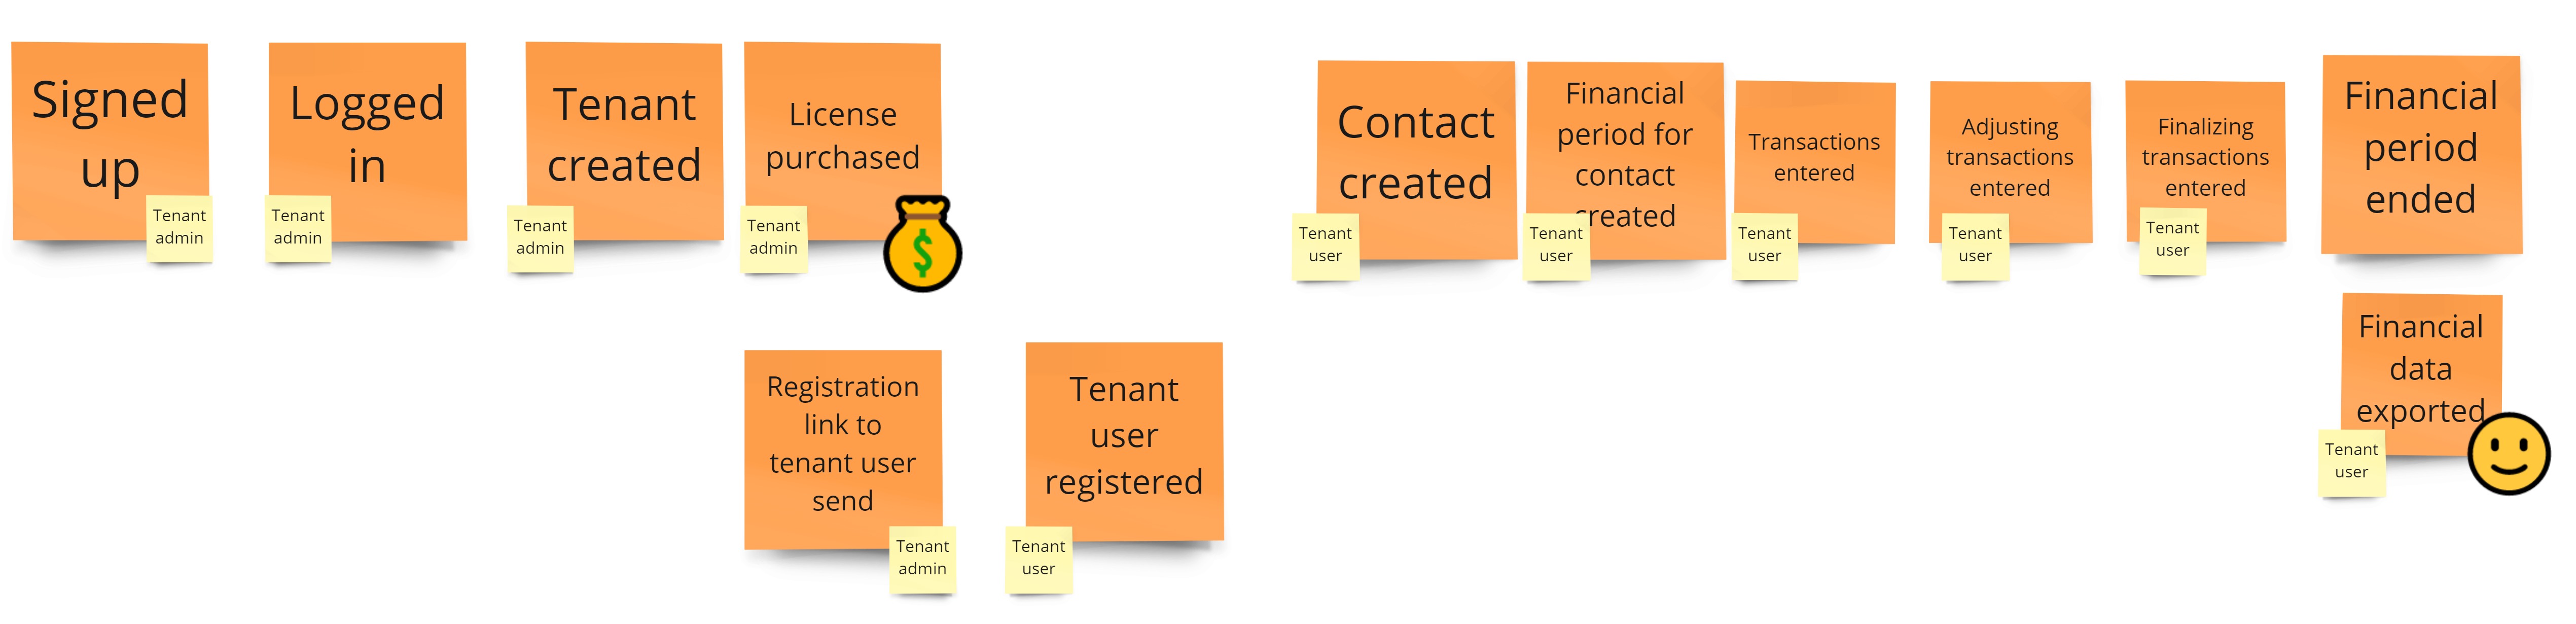 Signed
up
Tenant
admin
Logged
in
Tenant
admin
Tenant
created
Tenant
admin
License
purchased
Tenant
admin
$
Registration
link to
tenant user
send
Tenant
admin
Tenant
user
registered
Tenant
user
Contact
created
Tenant
user
Financial
period for
contact
created
Tenant
user
Transactions
entered
Tenant
user
Adjusting
transactions
entered
Tenant
user
Finalizing
transactions
entered
Tenant
user
Financial
period
ended
Financial
data
exported
Tenant
user